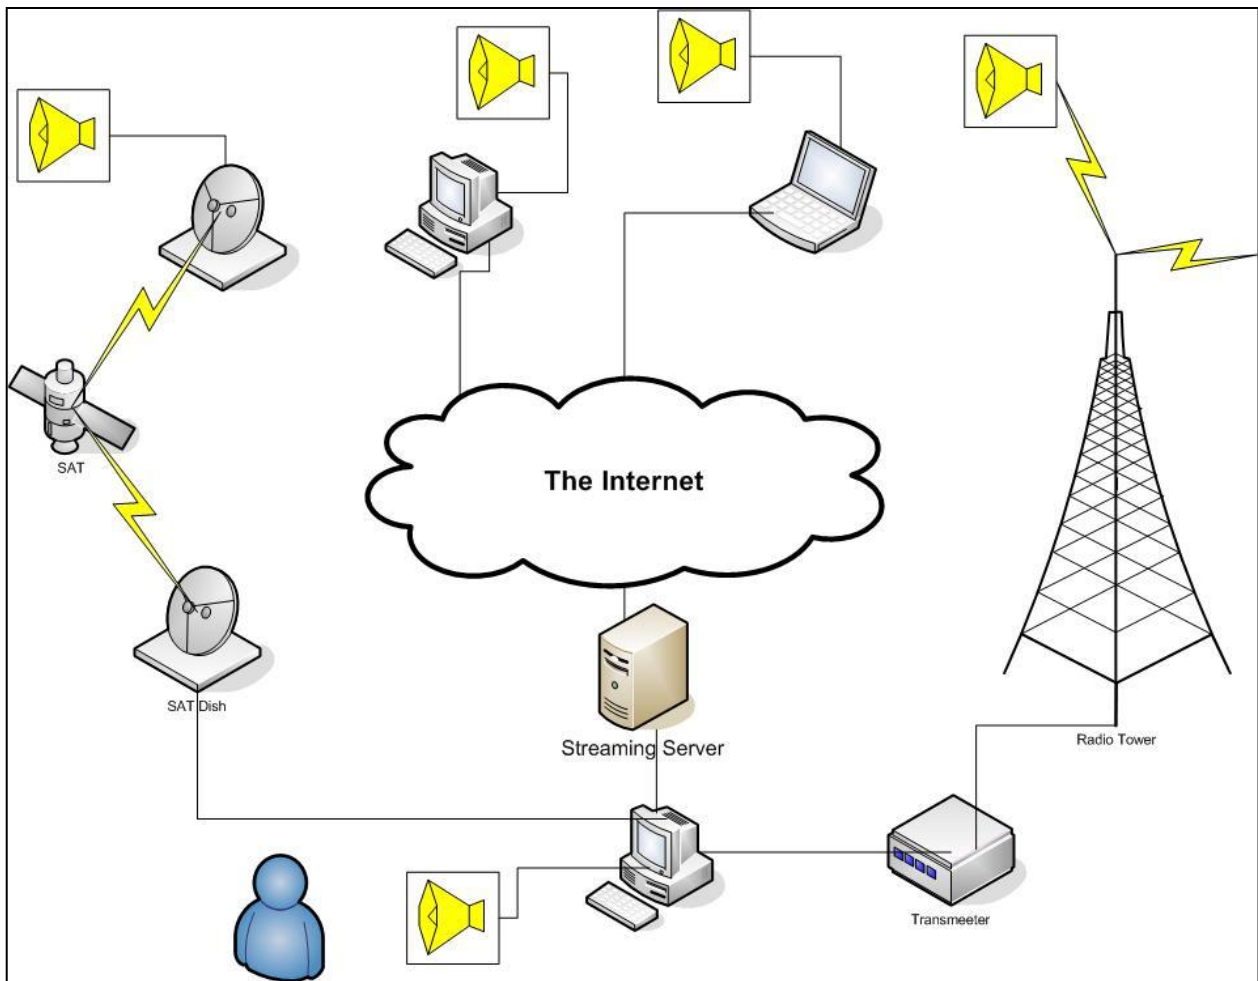 The Internet
SAT
SAT Dish
Streaming Server
Radio Tower
Transmeeter